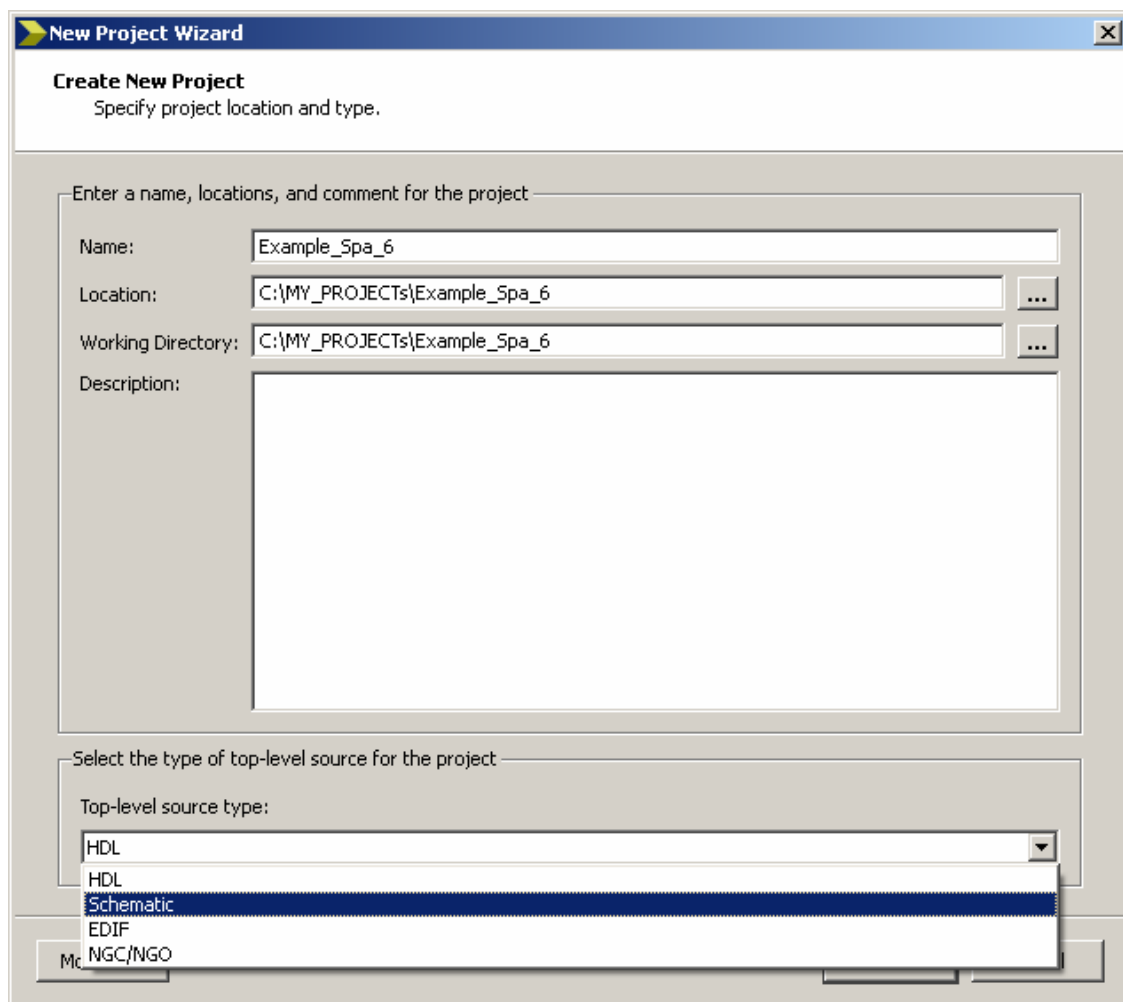 New Project Wizard
Create New Project
Specify project location and type.
Enter a name, locations, and comment for the project
Name: Example_Spa_6
Location: C:\MY_PROJECTs\Example_Spa_6 ...
Working Directory: C:\MY_PROJECTs\Example_Spa_6 ...
Description:
Select the type of top-level source for the project
Top-level source type:
HDL
HDL
Schematic
EDIF
NGC/NGO